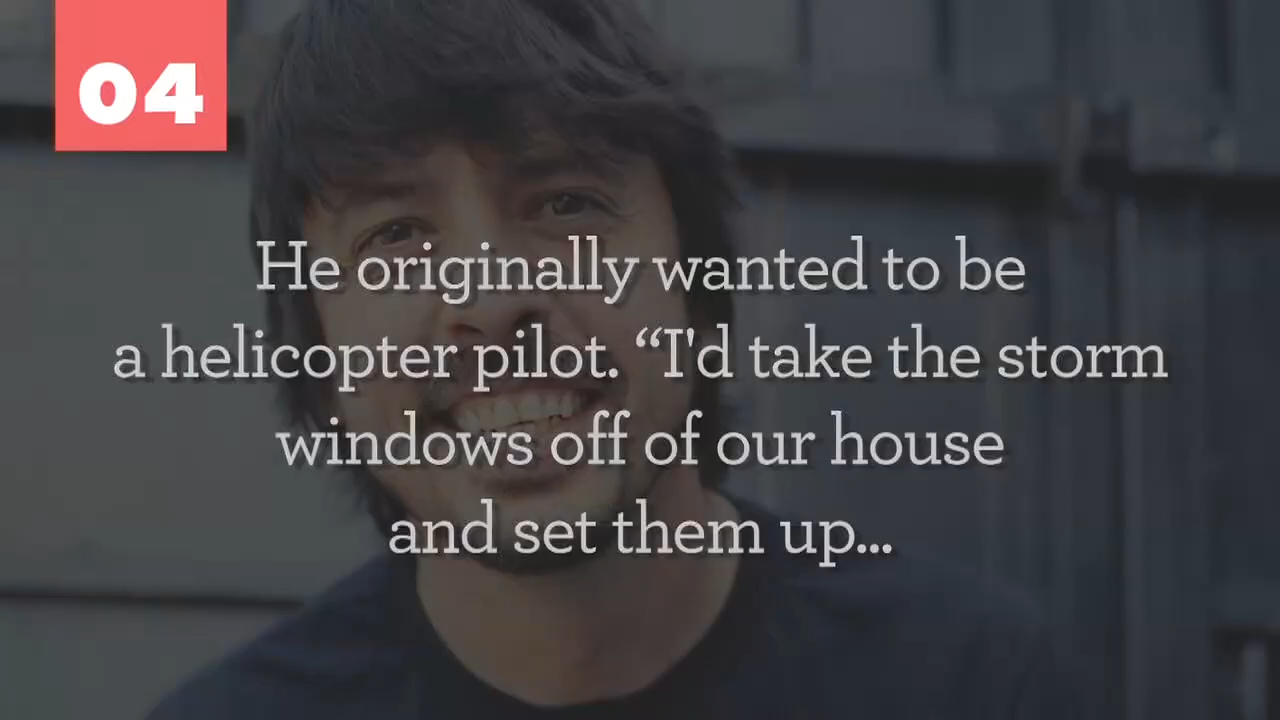 04
He originally wanted to be
a helicopter pilot. “I'd take the storm
windows off of our house
and set them up...